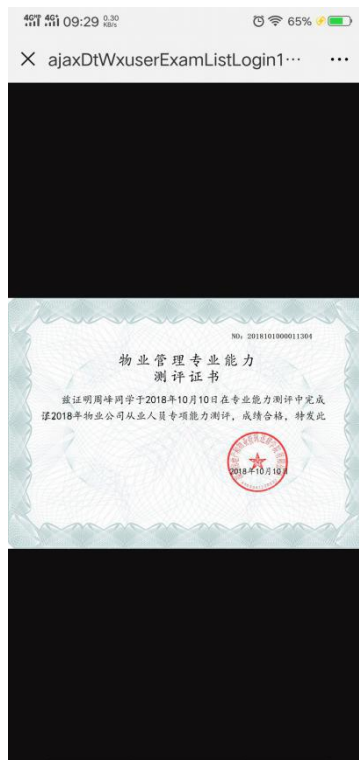 4G 4G 09:29 0.30 KB/s 65%
ajaxDtWxuserExamListLogin1···
NO: 2018101000011304
物业管理专业能力
测评证书
兹证明周峰同学于2018年10月10日在专业能力测评中完成
2018年物业公司从业人员专项能力测评, 成绩合格, 特发此
2018年10月10日